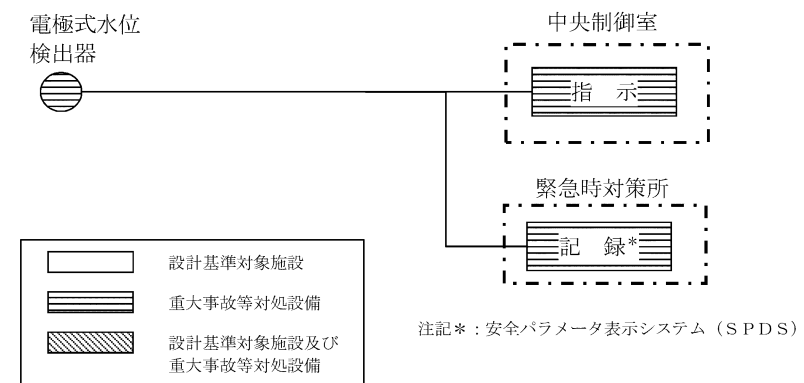 電極式水位
検出器
中央制御室
指　示
緊急時対策所
記　録*
設計基準対象施設
重大事故等対処設備
設計基準対象施設及び
重大事故等対処設備
注記＊：安全パラメータ表示システム（ＳＰＤＳ）